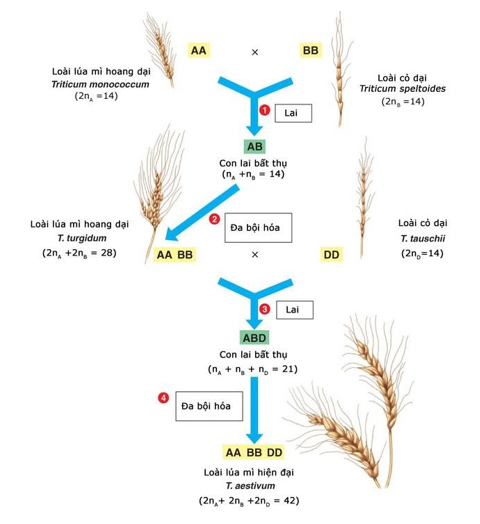 AA × BB
Loài lúa mì hoang dại
Triticum monococcum
(2nA =14)
Loài cỏ dại
Triticum speltoides
(2nB =14)
1 Lai
AB
Con lai bất thụ
(nA +nB = 14)
Loài lúa mì hoang dại
T. turgidum
(2nA +2nB = 28)
2 Đa bội hóa
Loài cỏ dại
T. tauschii
(2nD=14)
AA BB × DD
3 Lai
ABD
Con lai bất thụ
(nA + nB + nD = 21)
4 Đa bội hóa
AA BB DD
Loài lúa mì hiện đại
T. aestivum
(2nA+ 2nB +2nD = 42)